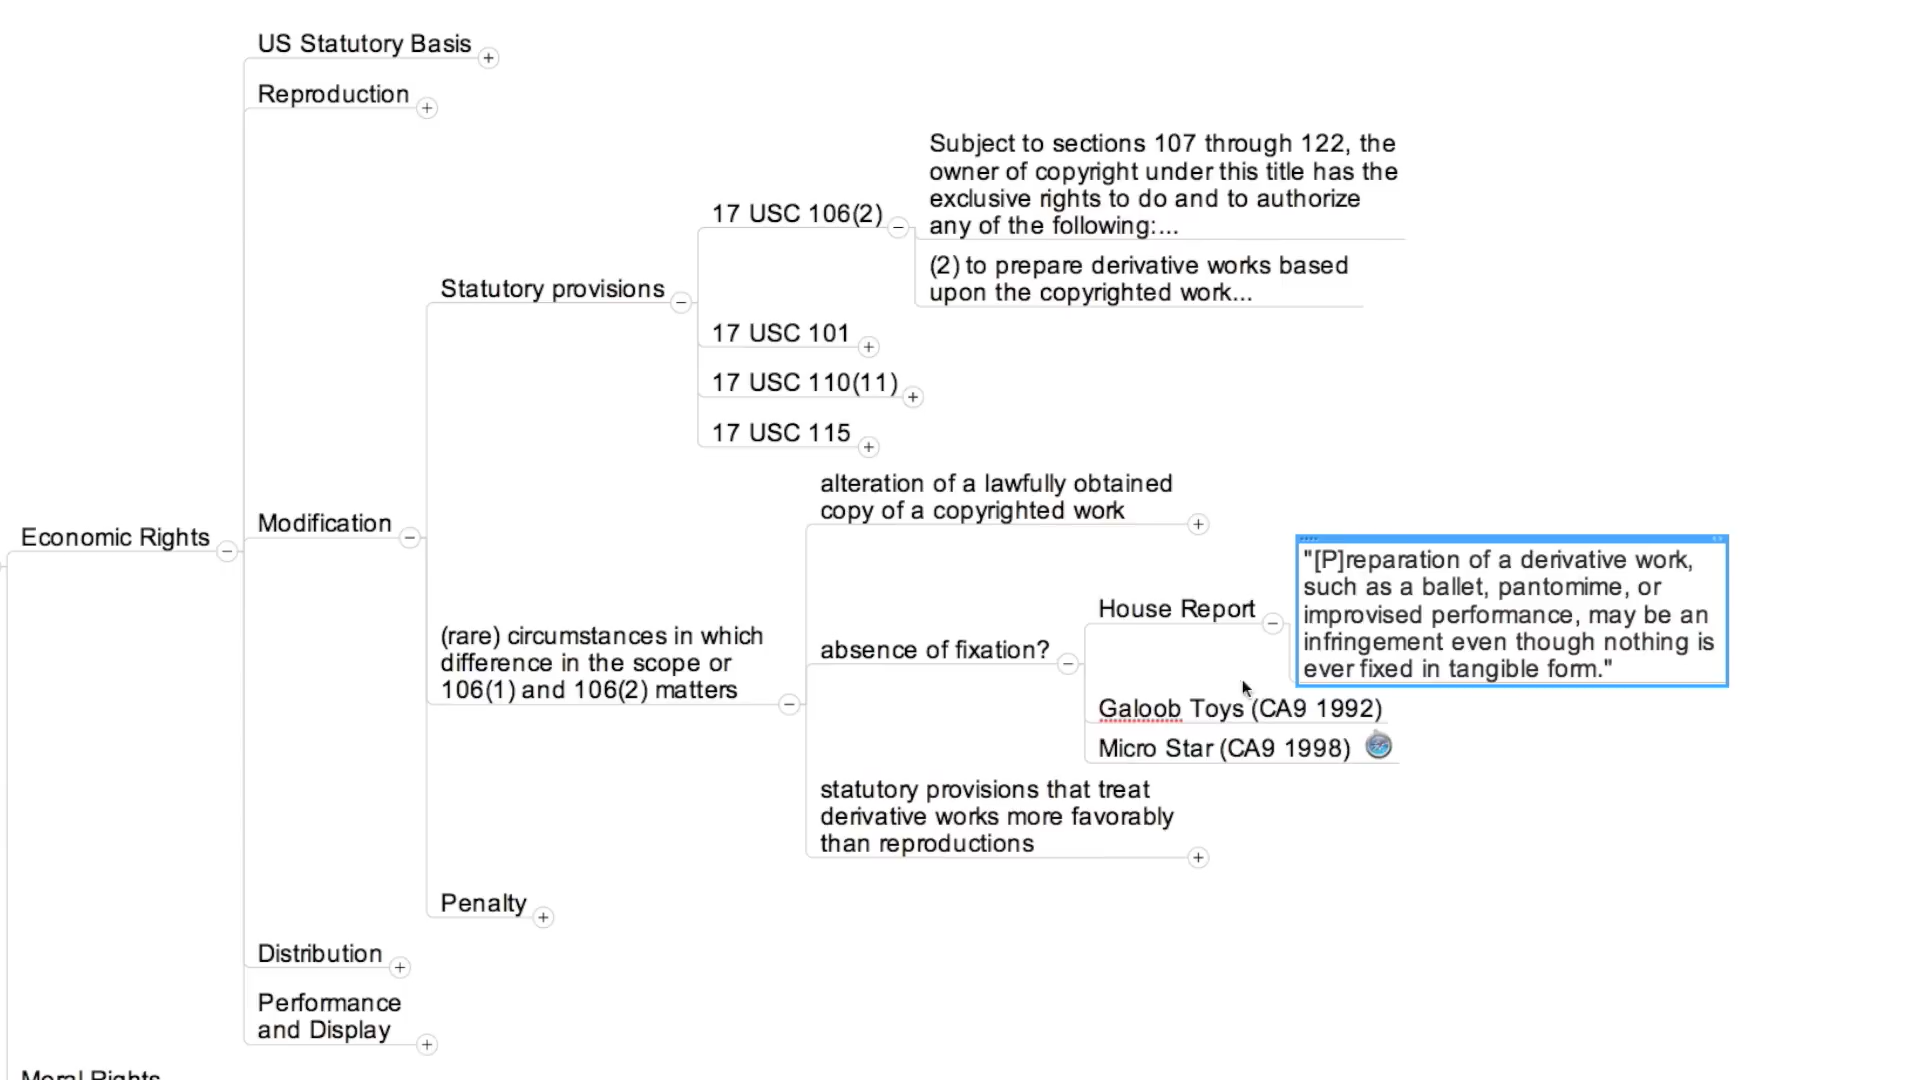 US Statutory Basis
Reproduction
Subject to sections 107 through 122, the
owner of copyright under this title has the
exclusive rights to do and to authorize
any of the following:...
17 USC 106(2)
(2) to prepare derivative works based
upon the copyrighted work...
Statutory provisions
17 USC 101
17 USC 110(11)
17 USC 115
alteration of a lawfully obtained
copy of a copyrighted work
Modification
Economic Rights
"[P]reparation of a derivative work,
such as a ballet, pantomime, or
improvised performance, may be an
infringement even though nothing is
ever fixed in tangible form."
House Report
absence of fixation?
(rare) circumstances in which
difference in the scope or
106(1) and 106(2) matters
Galoob Toys (CA9 1992)
Micro Star (CA9 1998)
statutory provisions that treat
derivative works more favorably
than reproductions
Penalty
Distribution
Performance
and Display
Moral Rights